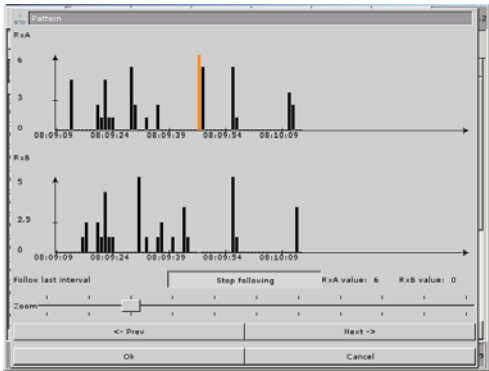 Pattern
RxA
6
3
0
08:09:09 08:09:24 08:09:39 08:09:54 08:10:09
RxB
5
2.5
0
08:09:09 08:09:24 08:09:39 08:09:54 08:10:09
Follow last interval Stop following RxA value: 6 RxB value: 0
Zoom
<- Prev Next ->
Ok Cancel